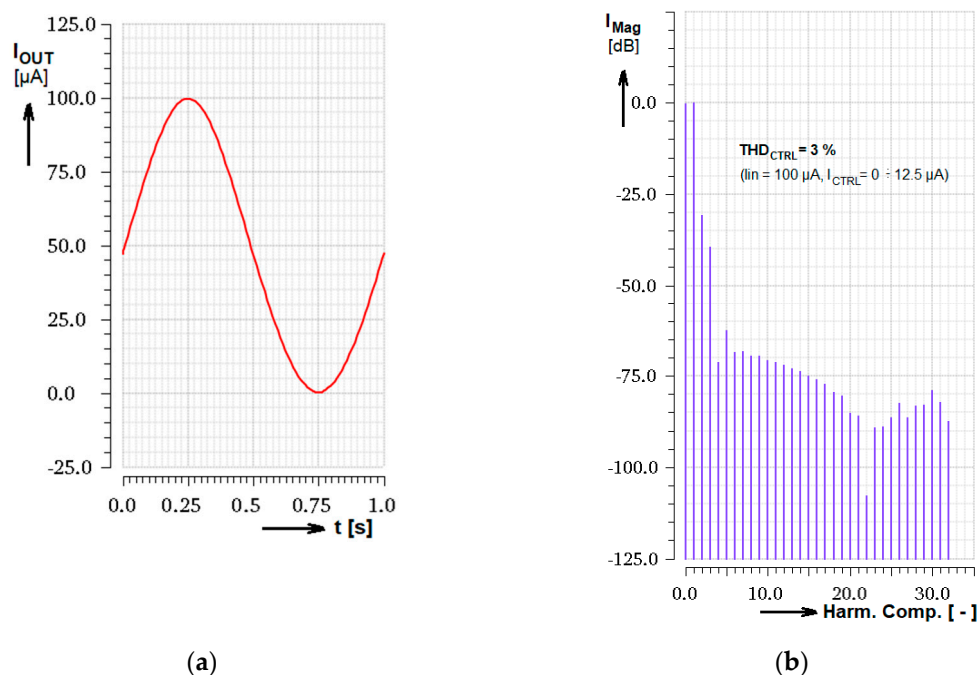 I_OUT
[µA]
125.0
100.0
75.0
50.0
25.0
0.0
-25.0
0.0 0.25 0.50 0.75 1.0
t [s]
(a)
I_Mag
[dB]
0.0
-25.0
-50.0
-75.0
-100.0
-125.0
THD_CTRL = 3 %
(Iin = 100 µA, I_CTRL = 0 ÷ 12.5 µA)
0.0 10.0 20.0 30.0
Harm. Comp. [ - ]
(b)